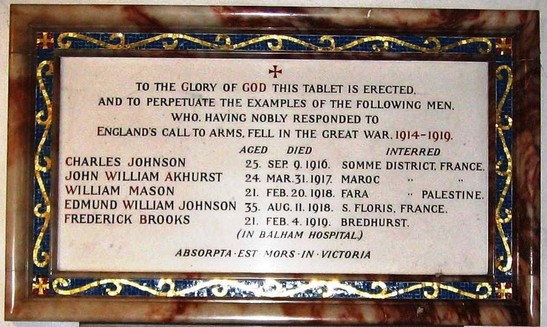 TO THE GLORY OF GOD THIS TABLET IS ERECTED,
AND TO PERPETUATE THE EXAMPLES OF THE FOLLOWING MEN,
WHO, HAVING NOBLY RESPONDED TO
ENGLAND'S CALL TO ARMS, FELL IN THE GREAT WAR, 1914-1919.
AGED DIED INTERRED
CHARLES JOHNSON 25. SEP. 9. 1916. SOMME DISTRICT, FRANCE.
JOHN WILLIAM AKHURST 24. MAR. 31. 1917. MAROC " "
WILLIAM MASON 21. FEB. 20. 1918. FARA " PALESTINE.
EDMUND WILLIAM JOHNSON 35. AUG. 11. 1918. S. FLORIS, FRANCE.
FREDERICK BROOKS 21. FEB. 4. 1919. BREDHURST.
(IN BALHAM HOSPITAL.)
ABSORPTA·EST·MORS·IN·VICTORIA